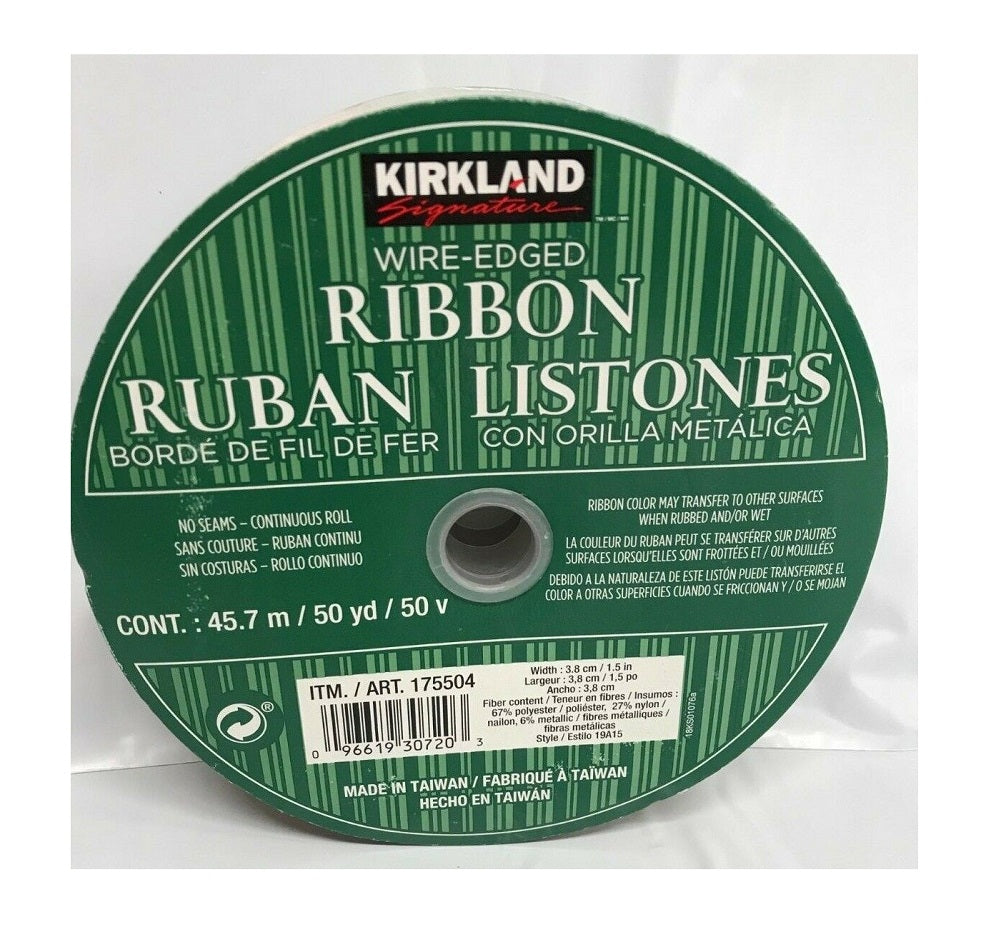 KIRKLAND
Signature
TM/MC/MR
WIRE-EDGED
RIBBON
RUBAN
BORDÉ DE FIL DE FER
LISTONES
CON ORILLA METÁLICA
NO SEAMS – CONTINUOUS ROLL
SANS COUTURE – RUBAN CONTINU
SIN COSTURAS – ROLLO CONTINUO
CONT. : 45.7 m / 50 yd / 50 v
RIBBON COLOR MAY TRANSFER TO OTHER SURFACES
WHEN RUBBED AND/OR WET
LA COULEUR DU RUBAN PEUT SE TRANSFÉRER SUR D'AUTRES
SURFACES LORSQU'ELLES SONT FROTTÉES ET / OU MOUILLÉES
DEBIDO A LA NATURALEZA DE ESTE LISTÓN PUEDE TRANSFERIRSE EL
COLOR A OTRAS SUPERFICIES CUANDO SE FRICCIONAN Y / O SE MOJAN
ITM. / ART. 175504
0 96619 30720 3
Width : 3.8 cm / 1.5 in
Largeur : 3,8 cm / 1,5 po
Ancho : 3,8 cm
Fiber content / Teneur en fibres / Insumos :
67% polyester / poliéster, 27% nylon /
nailon, 6% metallic / fibres métalliques /
fibras metálicas
Style / Estilo 19A15
18KS01076a
®
MADE IN TAIWAN / FABRIQUÉ À TAÏWAN
HECHO EN TAIWÁN